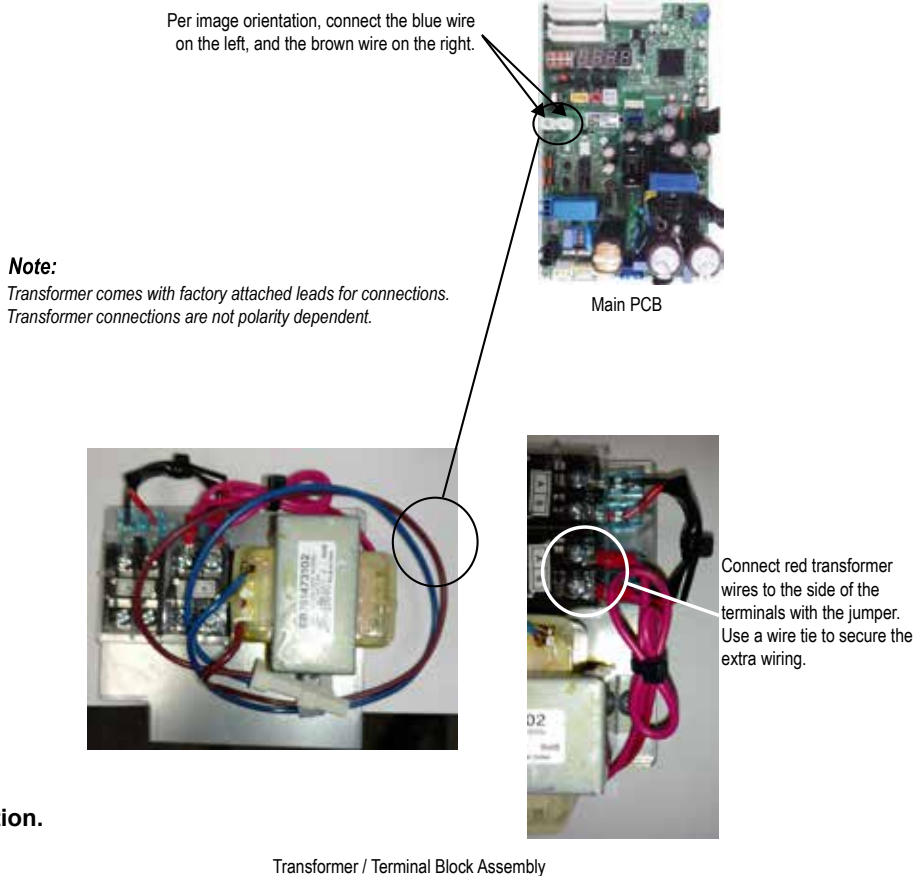 Per image orientation, connect the blue wire
on the left, and the brown wire on the right.
Main PCB
Note:
Transformer comes with factory attached leads for connections.
Transformer connections are not polarity dependent.
Connect red transformer
wires to the side of the
terminals with the jumper.
Use a wire tie to secure the
extra wiring.
tion.
Transformer / Terminal Block Assembly